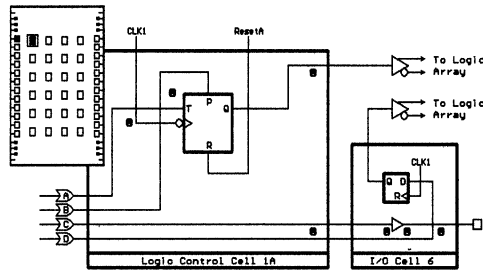 CLK1
ResetA
To Logic
Array
P
T
Q
R
To Logic
Array
CLK1
Q D
R
A
B
C
D
Logic Control Cell 1A
I/O Cell 6